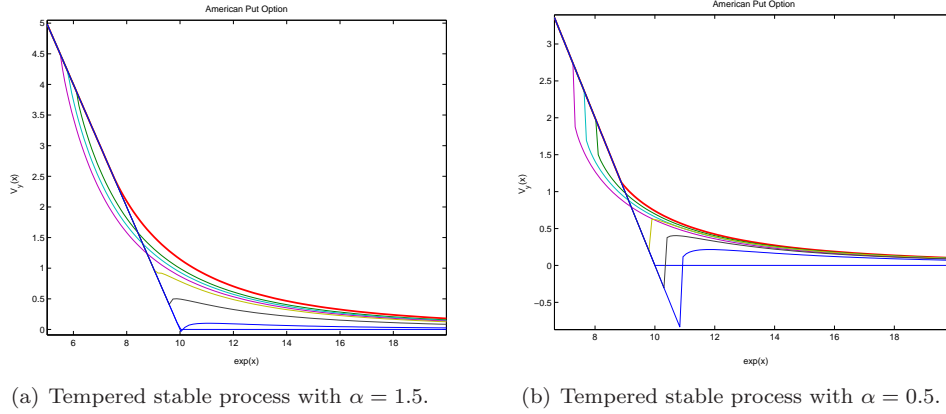 American Put Option
5
4.5
4
3.5
3
2.5
2
1.5
1
0.5
0
V_y(x)
6 8 10 12 14 16 18
exp(x)
(a) Tempered stable process with α = 1.5.
American Put Option
3
2.5
2
1.5
1
0.5
0
−0.5
V_y(x)
8 10 12 14 16 18
exp(x)
(b) Tempered stable process with α = 0.5.